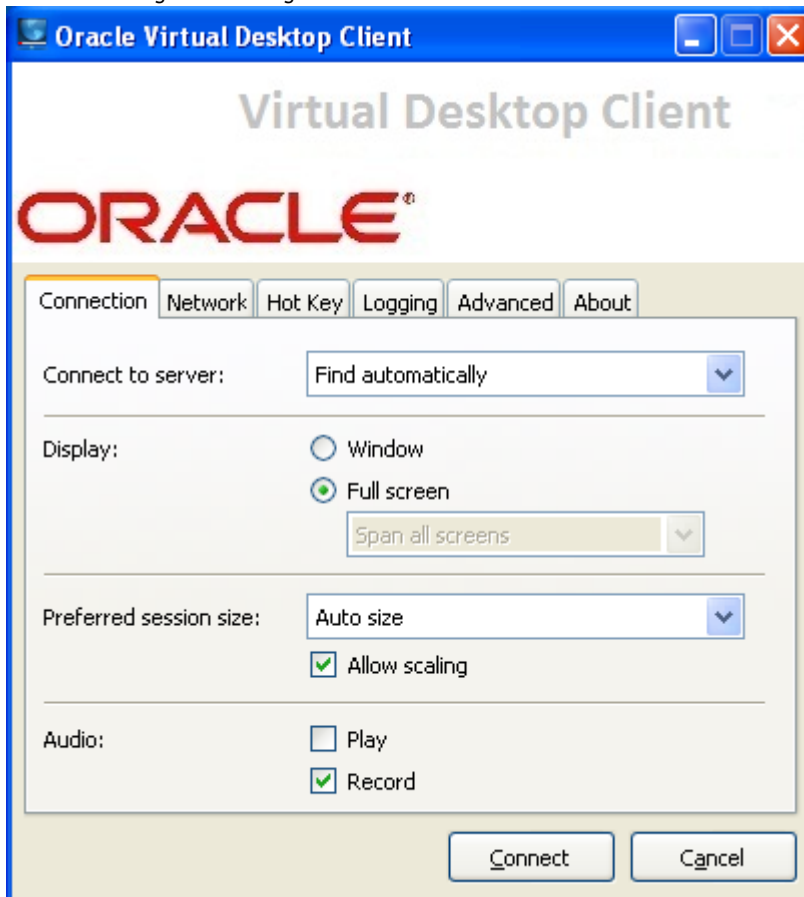 Oracle Virtual Desktop Client
Virtual Desktop Client
ORACLE®
Connection Network Hot Key Logging Advanced About
Connect to server: Find automatically
Display: Window
Full screen
Span all screens
Preferred session size: Auto size
Allow scaling
Audio: Play
Record
Connect Cancel